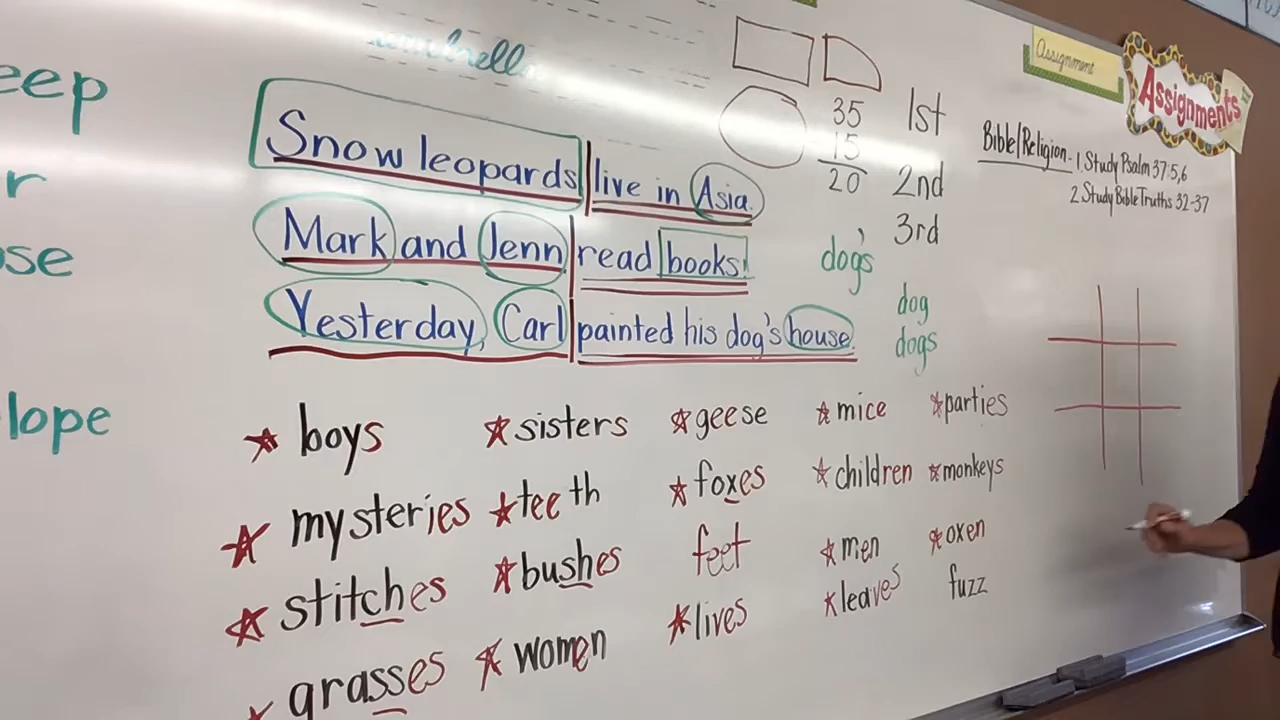 eep
r
ose
lope
umbrella
Snow leopards live in Asia.
Mark and Jenn read books.
Yesterday, Carl painted his dog's house.
35
15
20
1st
2nd
3rd
dog's
dog
dogs
Assignment
Assignments
Bible/Religion - 1. Study Psalm 37:5,6
2. Study Bible Truths 32-37
boys sisters geese mice parties
mysteries teeth foxes children monkeys
stitches bushes feet men oxen
grasses women lives leaves fuzz